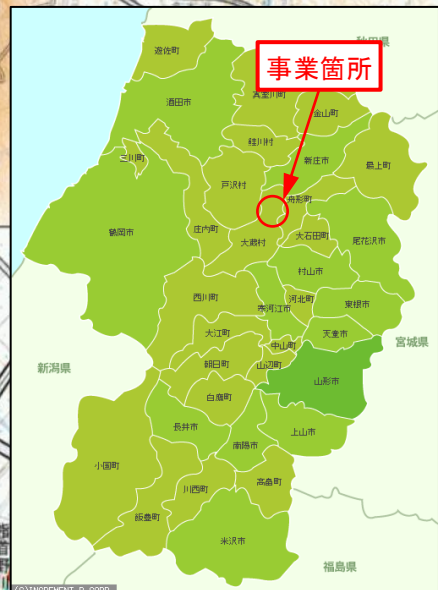 秋田県
遊佐町
事業箇所
真室川町
酒田市
金山町
鮭川村
新庄市
三川町
最上町
戸沢村
舟形町
鶴岡市
庄内町
大蔵村
大石田町
尾花沢市
村山市
西川町
寒河江市
河北町
東根市
大江町
天童市
宮城県
中山町
朝日町
山辺町
新潟県
山形市
白鷹町
長井市
上山市
南陽市
小国町
川西町
高畠町
飯豊町
米沢市
福島県
(C)INCREMENT P CORP.